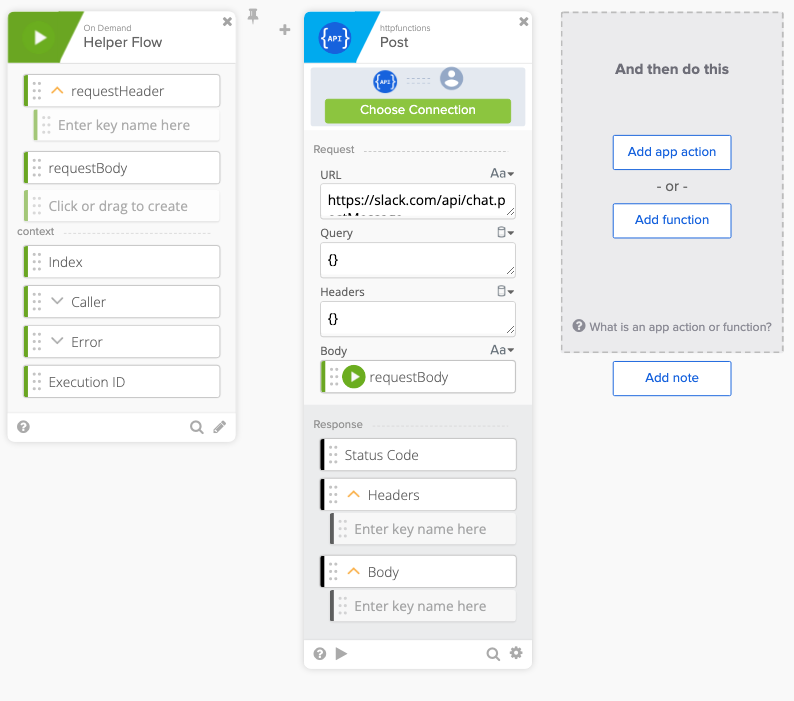 On Demand
Helper Flow
requestHeader
Enter key name here
requestBody
Click or drag to create
context
Index
Caller
Error
Execution ID
{API}
httpfunctions
Post
{API}
Choose Connection
Request
URL
Aa
https://slack.com/api/chat.p
Query
{}
Headers
{}
Body
Aa
requestBody
Response
Status Code
Headers
Enter key name here
Body
Enter key name here
And then do this
Add app action
- or -
Add function
What is an app action or function?
Add note